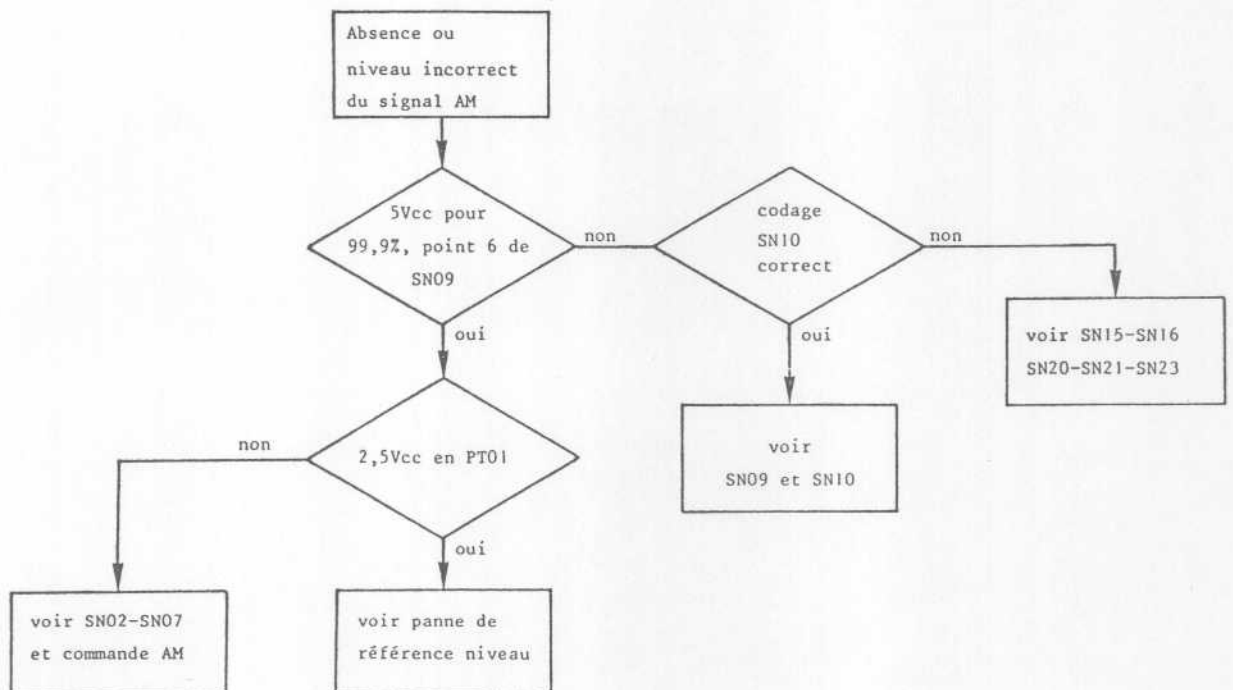 Absence ou
niveau incorrect
du signal AM
5Vcc pour
99,9%, point 6 de
SN09
non
codage
SN10
correct
non
oui
oui
voir SN15-SN16
SN20-SN21-SN23
non
2,5Vcc en PT01
voir
SN09 et SN10
oui
voir SN02-SN07
et commande AM
voir panne de
référence niveau